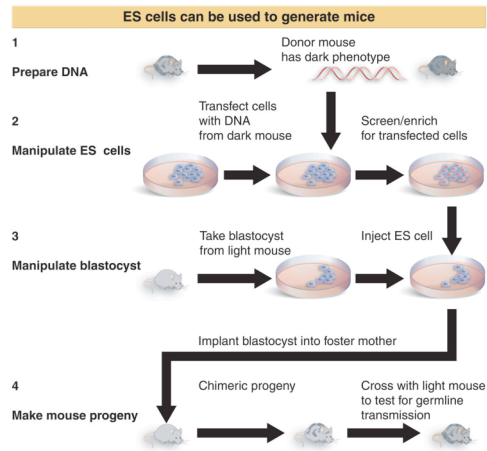 ES cells can be used to generate mice
1
Prepare DNA
Donor mouse
has dark phenotype
2
Manipulate ES cells
Transfect cells
with DNA
from dark mouse
Screen/enrich
for transfected cells
3
Manipulate blastocyst
Take blastocyst
from light mouse
Inject ES cell
Implant blastocyst into foster mother
4
Make mouse progeny
Chimeric progeny
Cross with light mouse
to test for germline
transmission